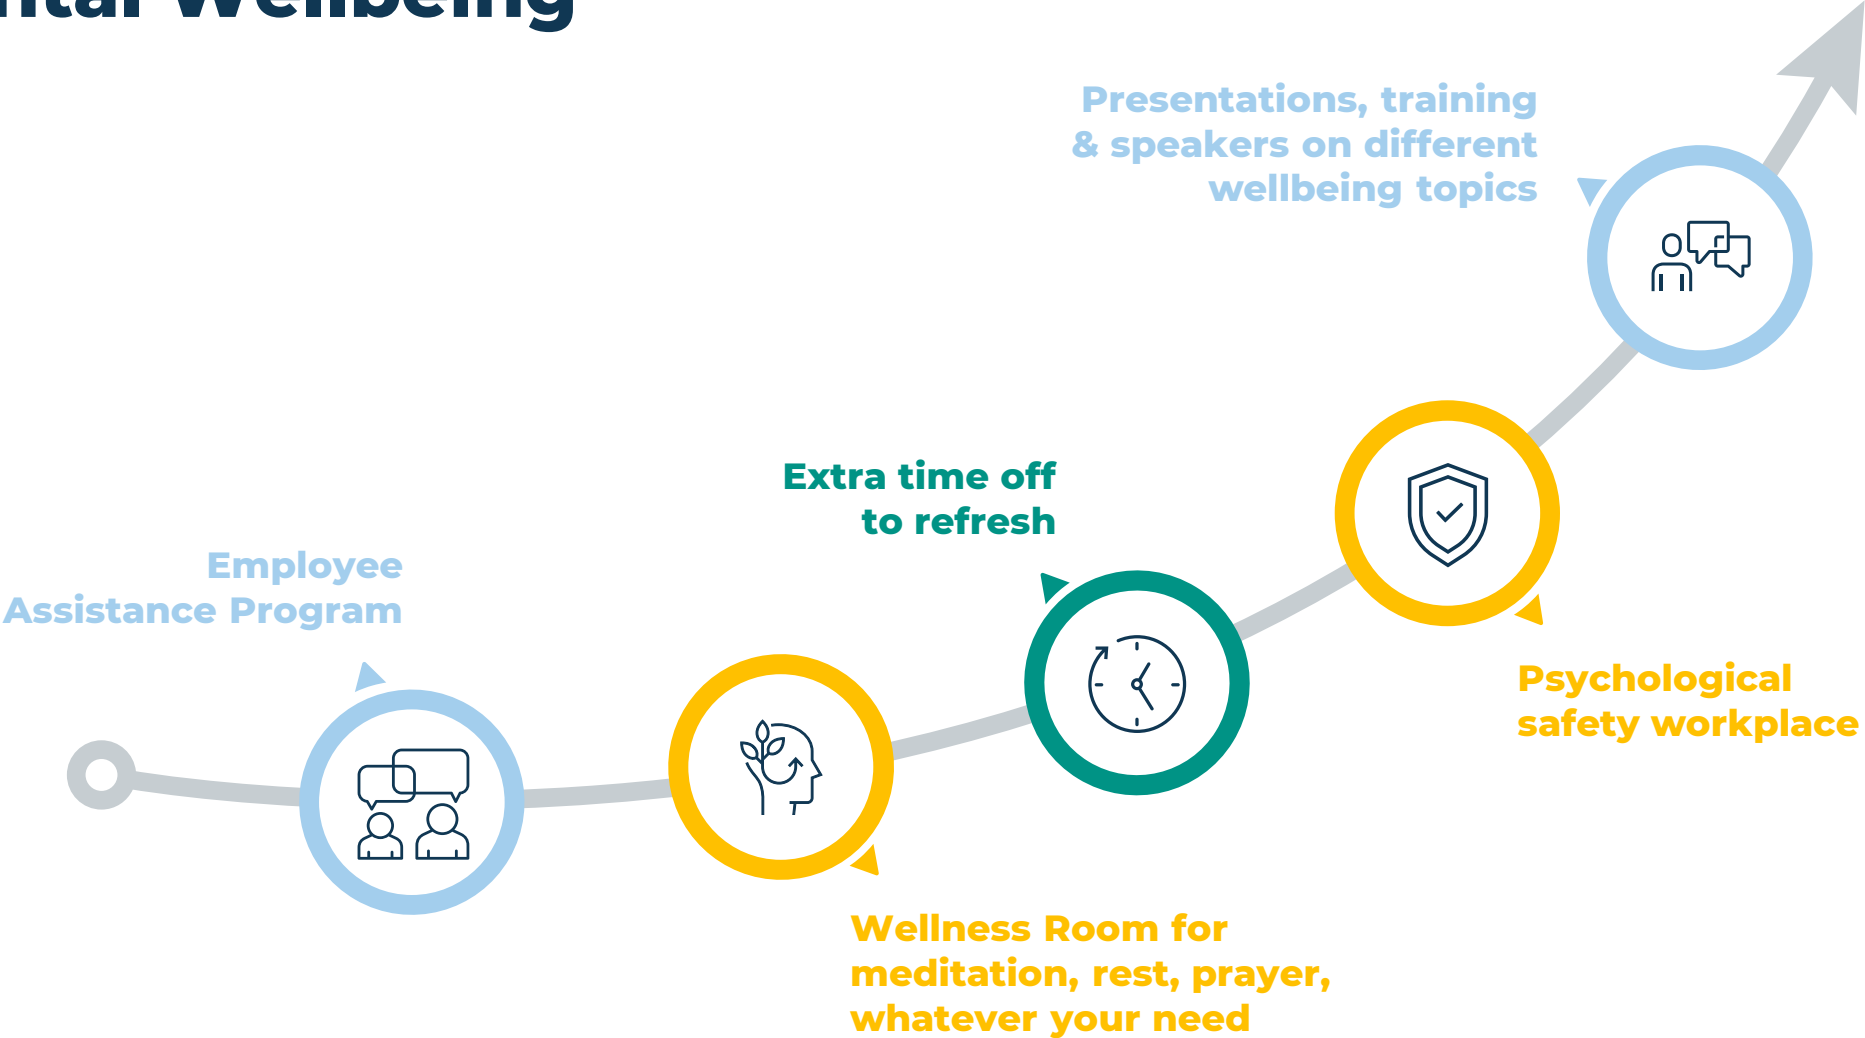 Wellbeing
Employee
Assistance Program
Wellness Room for
meditation, rest, prayer,
whatever your need
Extra time off
to refresh
Psychological
safety workplace
Presentations, training
& speakers on different
wellbeing topics